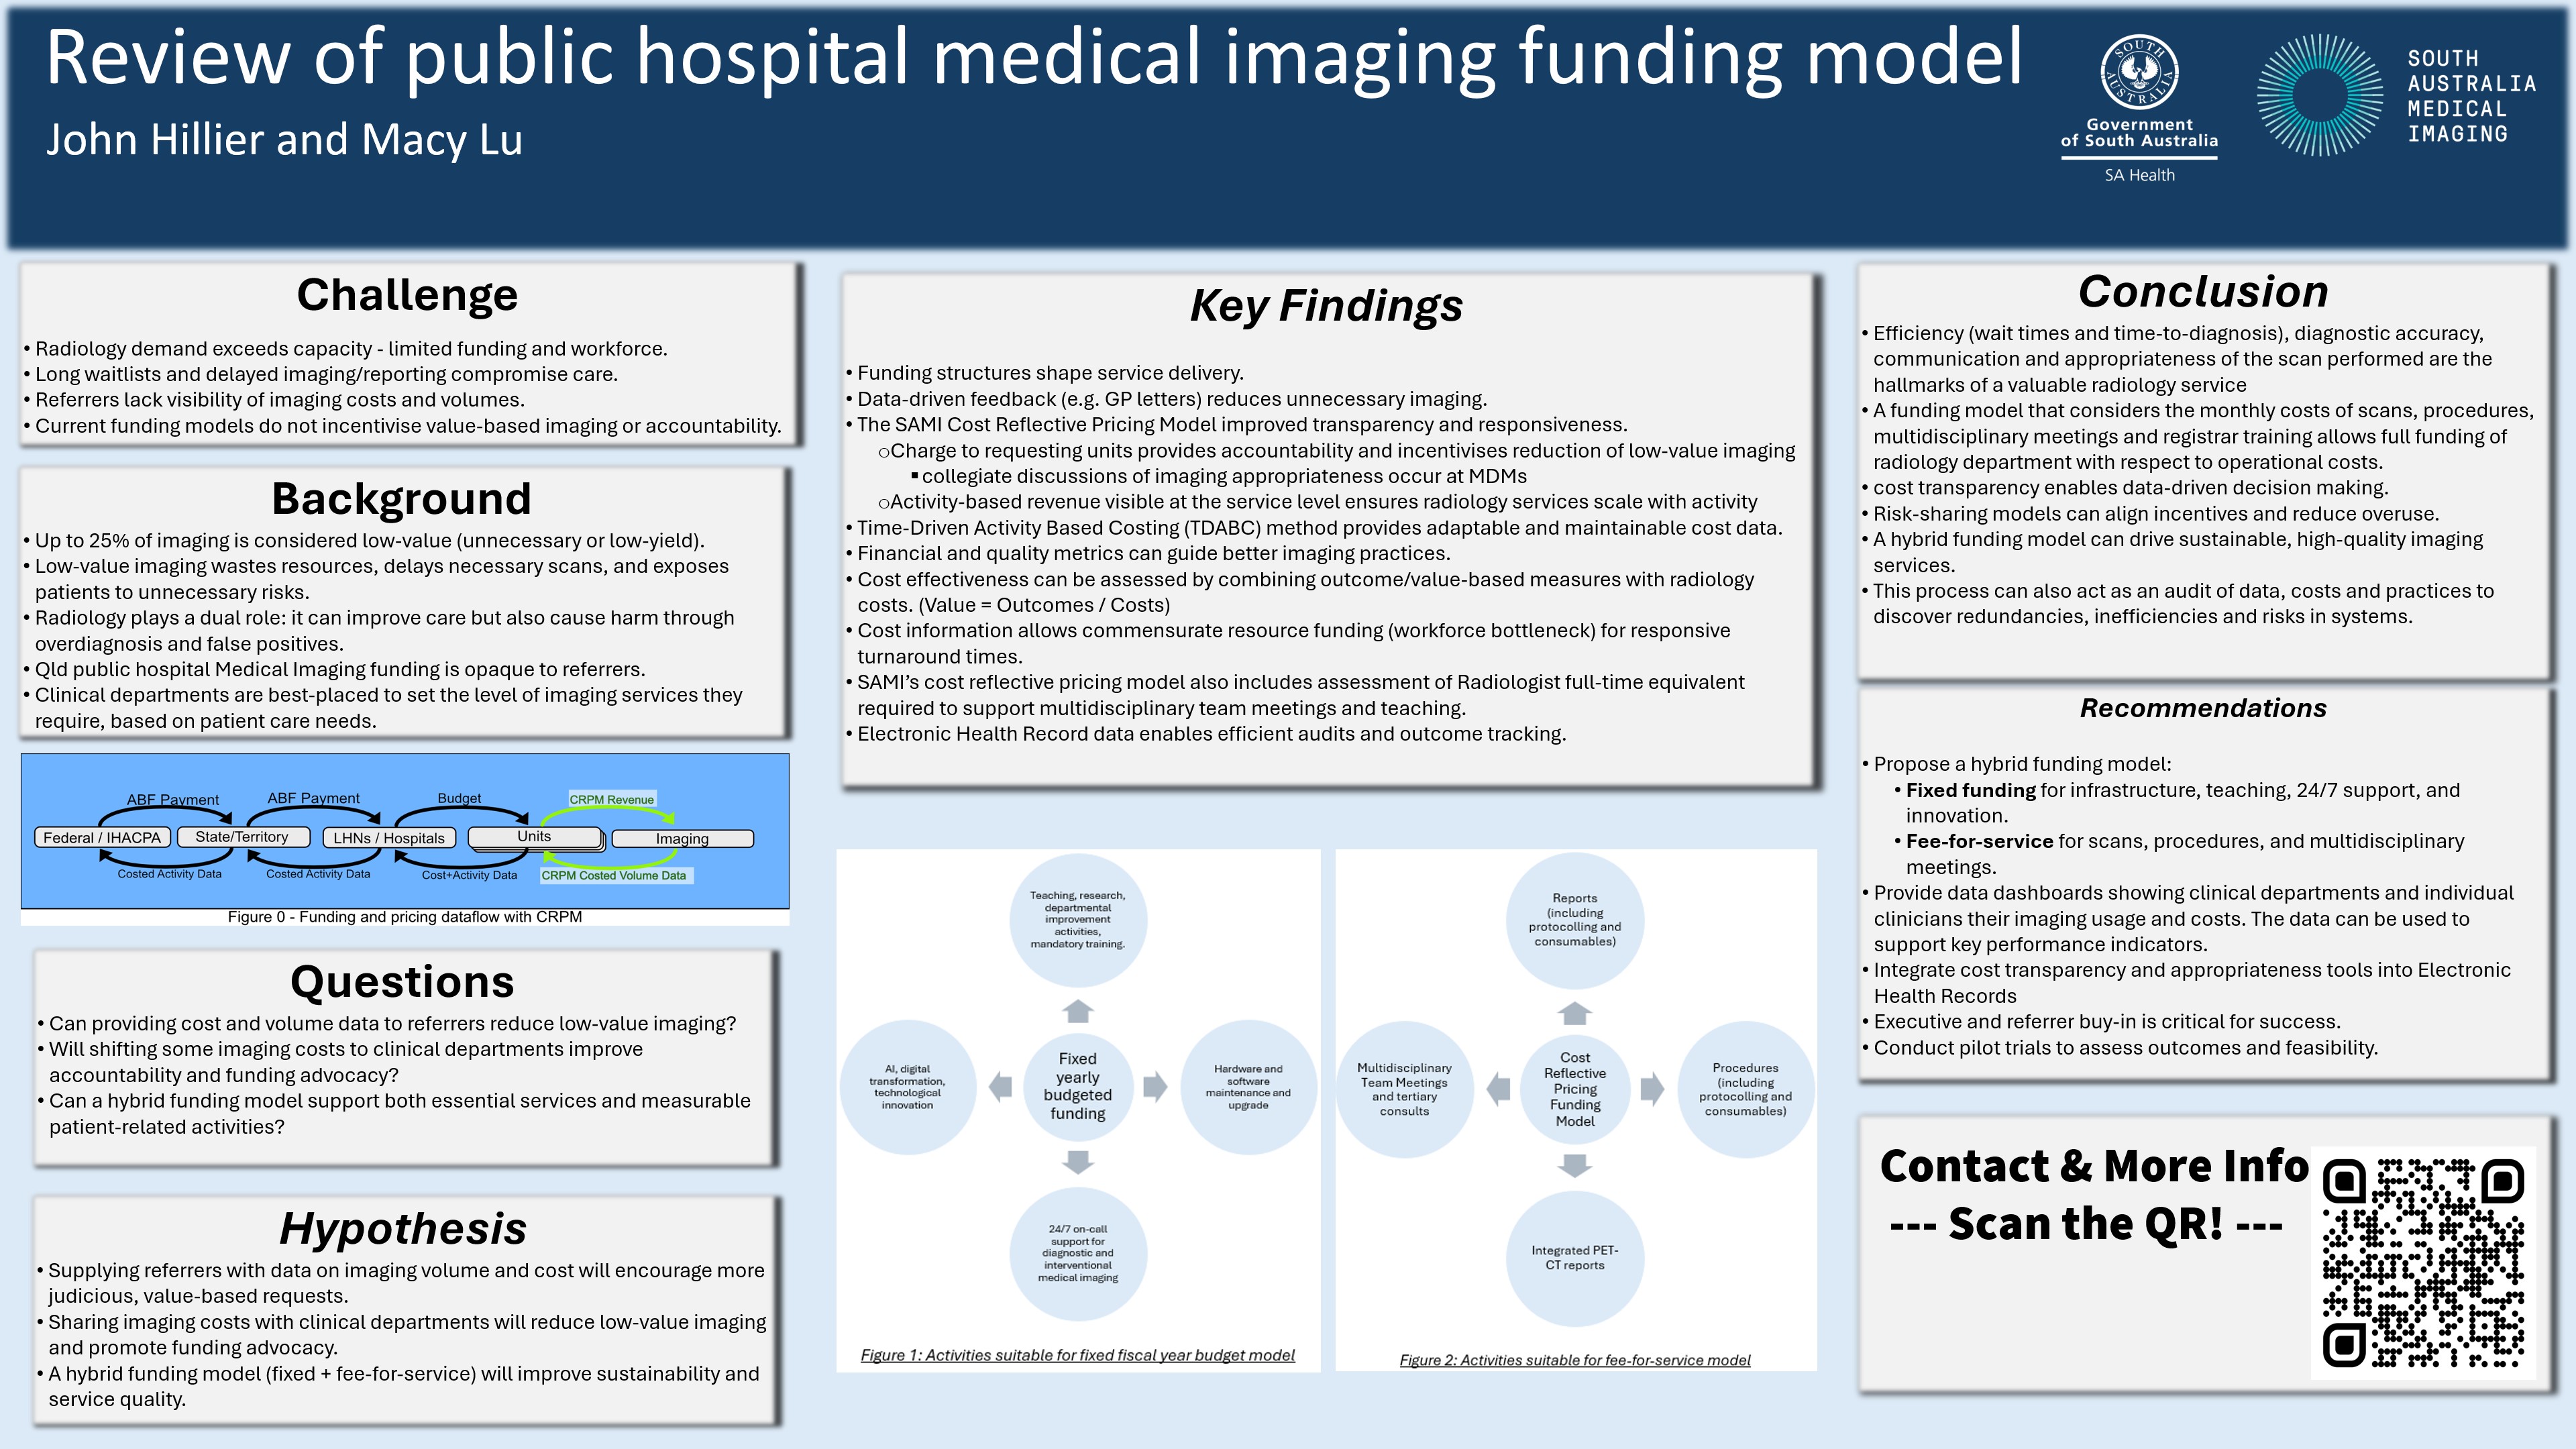 Review of public hospital medical imaging funding model
John Hillier and Macy Lu
SOUTH
AUSTRALIA
Government
of South Australia
SA Health
SOUTH
AUSTRALIA
MEDICAL
IMAGING
Challenge
• Radiology demand exceeds capacity - limited funding and workforce.
• Long waitlists and delayed imaging/reporting compromise care.
• Referrers lack visibility of imaging costs and volumes.
• Current funding models do not incentivise value-based imaging or accountability.
Background
• Up to 25% of imaging is considered low-value (unnecessary or low-yield).
• Low-value imaging wastes resources, delays necessary scans, and exposes
patients to unnecessary risks.
• Radiology plays a dual role: it can improve care but also cause harm through
overdiagnosis and false positives.
• Qld public hospital Medical Imaging funding is opaque to referrers.
• Clinical departments are best-placed to set the level of imaging services they
require, based on patient care needs.
ABF Payment
ABF Payment
Budget
CRPM Revenue
Federal / IHACPA
State/Territory
LHNs / Hospitals
Units
Imaging
Costed Activity Data
Costed Activity Data
Cost+Activity Data
CRPM Costed Volume Data
Figure 0 - Funding and pricing dataflow with CRPM
Questions
• Can providing cost and volume data to referrers reduce low-value imaging?
• Will shifting some imaging costs to clinical departments improve
accountability and funding advocacy?
• Can a hybrid funding model support both essential services and measurable
patient-related activities?
Hypothesis
• Supplying referrers with data on imaging volume and cost will encourage more
judicious, value-based requests.
• Sharing imaging costs with clinical departments will reduce low-value imaging
and promote funding advocacy.
• A hybrid funding model (fixed + fee-for-service) will improve sustainability and
service quality.
Key Findings
• Funding structures shape service delivery.
• Data-driven feedback (e.g. GP letters) reduces unnecessary imaging.
• The SAMI Cost Reflective Pricing Model improved transparency and responsiveness.
oCharge to requesting units provides accountability and incentivises reduction of low-value imaging
▪ collegiate discussions of imaging appropriateness occur at MDMs
oActivity-based revenue visible at the service level ensures radiology services scale with activity
• Time-Driven Activity Based Costing (TDABC) method provides adaptable and maintainable cost data.
• Financial and quality metrics can guide better imaging practices.
• Cost effectiveness can be assessed by combining outcome/value-based measures with radiology
costs. (Value = Outcomes / Costs)
• Cost information allows commensurate resource funding (workforce bottleneck) for responsive
turnaround times.
• SAMI’s cost reflective pricing model also includes assessment of Radiologist full-time equivalent
required to support multidisciplinary team meetings and teaching.
• Electronic Health Record data enables efficient audits and outcome tracking.
Teaching, research,
departmental
improvement
activities,
mandatory training.
AI, digital
transformation,
technological
innovation
Fixed
yearly
budgeted
funding
Hardware and
software
maintenance and
upgrade
24/7 on-call
support for
diagnostic and
interventional
medical imaging
Figure 1: Activities suitable for fixed fiscal year budget model
Reports
(including
protocolling and
consumables)
Multidisciplinary
Team Meetings
and tertiary
consults
Cost
Reflective
Pricing
Funding
Model
Procedures
(including
protocolling and
consumables)
Integrated PET-
CT reports
Figure 2: Activities suitable for fee-for-service model
Conclusion
• Efficiency (wait times and time-to-diagnosis), diagnostic accuracy,
communication and appropriateness of the scan performed are the
hallmarks of a valuable radiology service
• A funding model that considers the monthly costs of scans, procedures,
multidisciplinary meetings and registrar training allows full funding of
radiology department with respect to operational costs.
• cost transparency enables data-driven decision making.
• Risk-sharing models can align incentives and reduce overuse.
• A hybrid funding model can drive sustainable, high-quality imaging
services.
• This process can also act as an audit of data, costs and practices to
discover redundancies, inefficiencies and risks in systems.
Recommendations
• Propose a hybrid funding model:
• Fixed funding for infrastructure, teaching, 24/7 support, and
innovation.
• Fee-for-service for scans, procedures, and multidisciplinary
meetings.
• Provide data dashboards showing clinical departments and individual
clinicians their imaging usage and costs. The data can be used to
support key performance indicators.
• Integrate cost transparency and appropriateness tools into Electronic
Health Records
• Executive and referrer buy-in is critical for success.
• Conduct pilot trials to assess outcomes and feasibility.
Contact & More Info
--- Scan the QR! ---